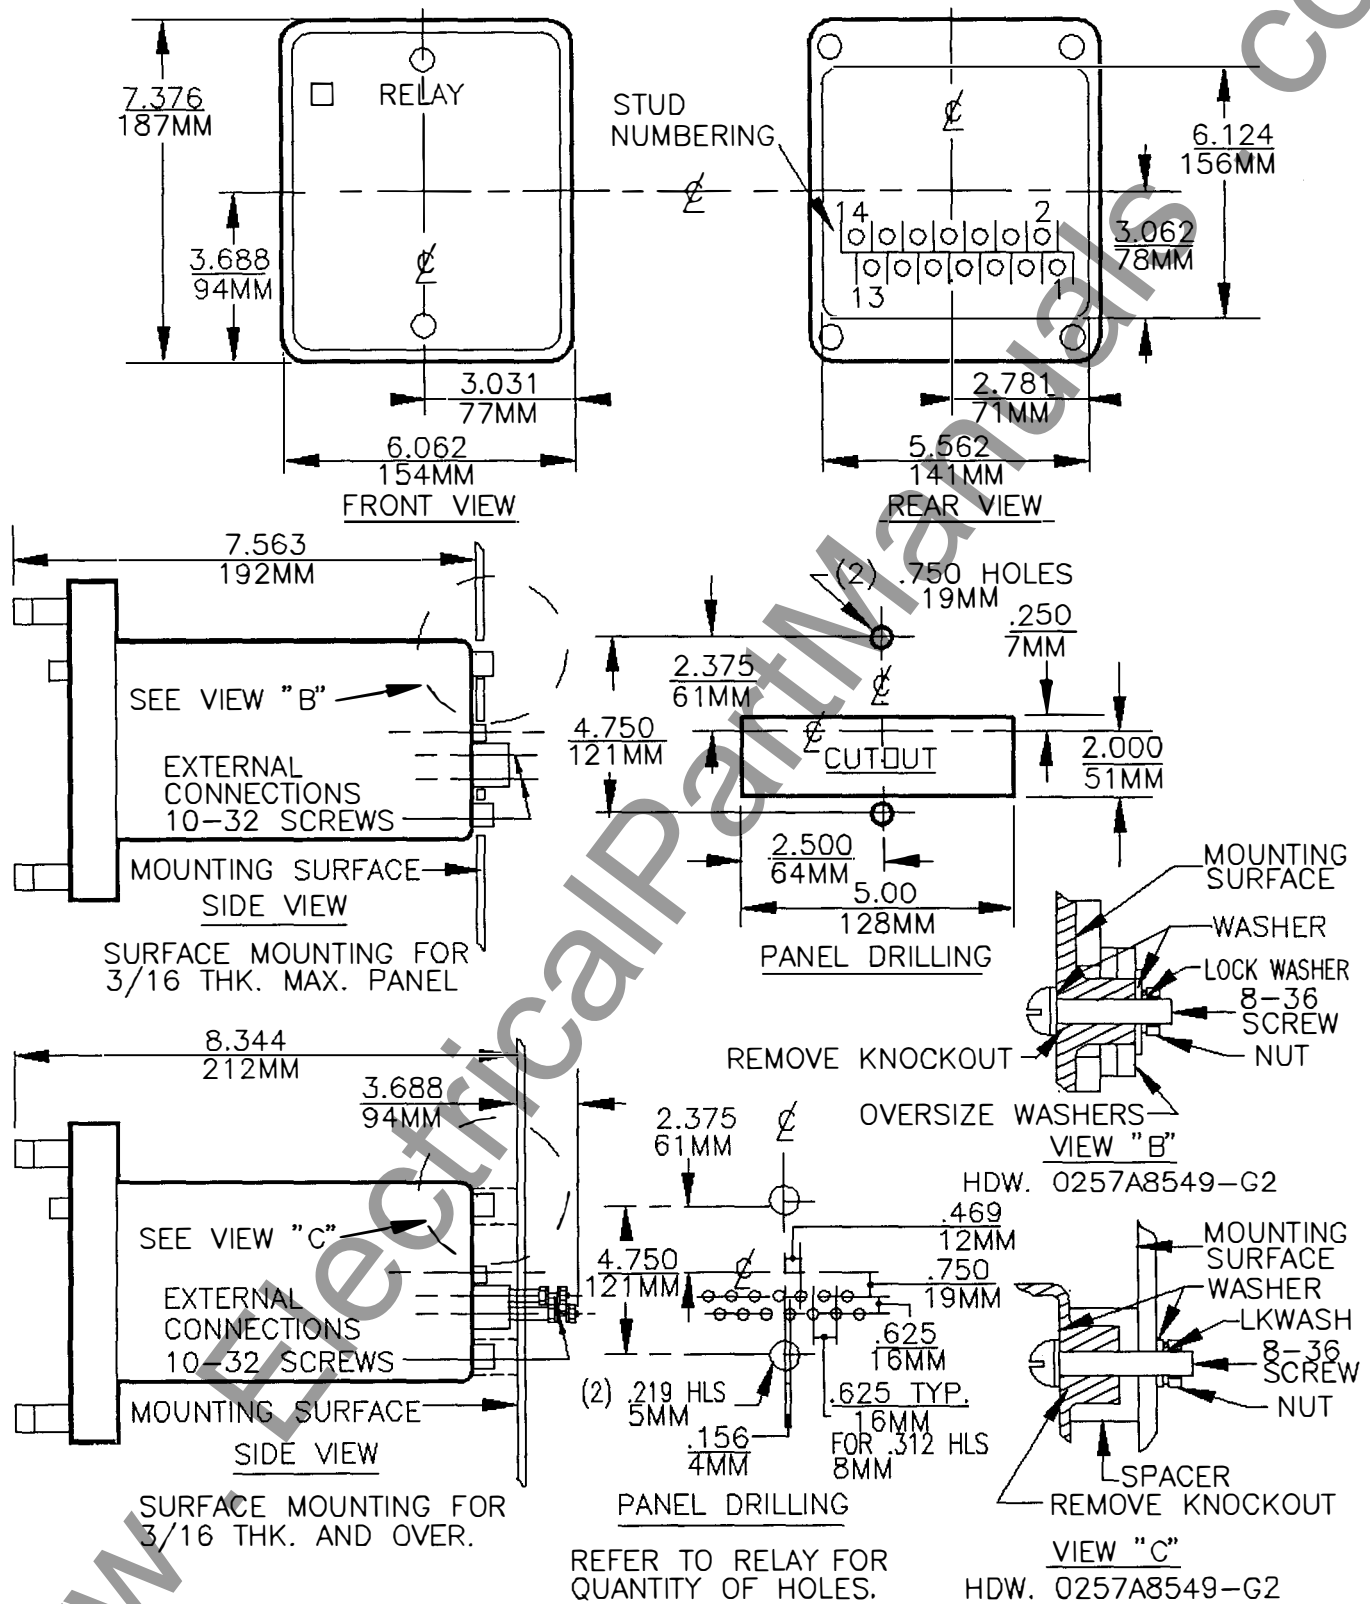 7.376
187MM
RELAY
3.688
94MM
℄
℄
3.031
77MM
6.062
154MM
FRONT VIEW
STUD
NUMBERING
℄
14
2
13
1
6.124
156MM
3.062
78MM
2.781
71MM
5.562
141MM
REAR VIEW
7.563
192MM
SEE VIEW "B"
EXTERNAL
CONNECTIONS
10-32 SCREWS
MOUNTING SURFACE
SIDE VIEW
SURFACE MOUNTING FOR
3/16 THK. MAX. PANEL
(2) .750 HOLES
19MM
.250
7MM
2.375
61MM
℄
4.750
121MM
℄
CUTOUT
2.000
51MM
2.500
64MM
5.00
128MM
PANEL DRILLING
MOUNTING
SURFACE
WASHER
LOCK WASHER
8-36
SCREW
NUT
REMOVE KNOCKOUT
OVERSIZE WASHERS
VIEW "B"
HDW. 0257A8549-G2
8.344
212MM
3.688
94MM
SEE VIEW "C"
EXTERNAL
CONNECTIONS
10-32 SCREWS
MOUNTING SURFACE
SIDE VIEW
SURFACE MOUNTING FOR
3/16 THK. AND OVER.
2.375
61MM
℄
.469
12MM
4.750
121MM
℄
.750
19MM
.625
16MM
(2) .219 HLS
5MM
.625 TYP.
16MM
FOR .312 HLS
8MM
.156
4MM
PANEL DRILLING
REFER TO RELAY FOR
QUANTITY OF HOLES.
MOUNTING
SURFACE
WASHER
LKWASH
8-36
SCREW
NUT
SPACER
REMOVE KNOCKOUT
VIEW "C"
HDW. 0257A8549-G2
w.ElectricalPartManuals.co